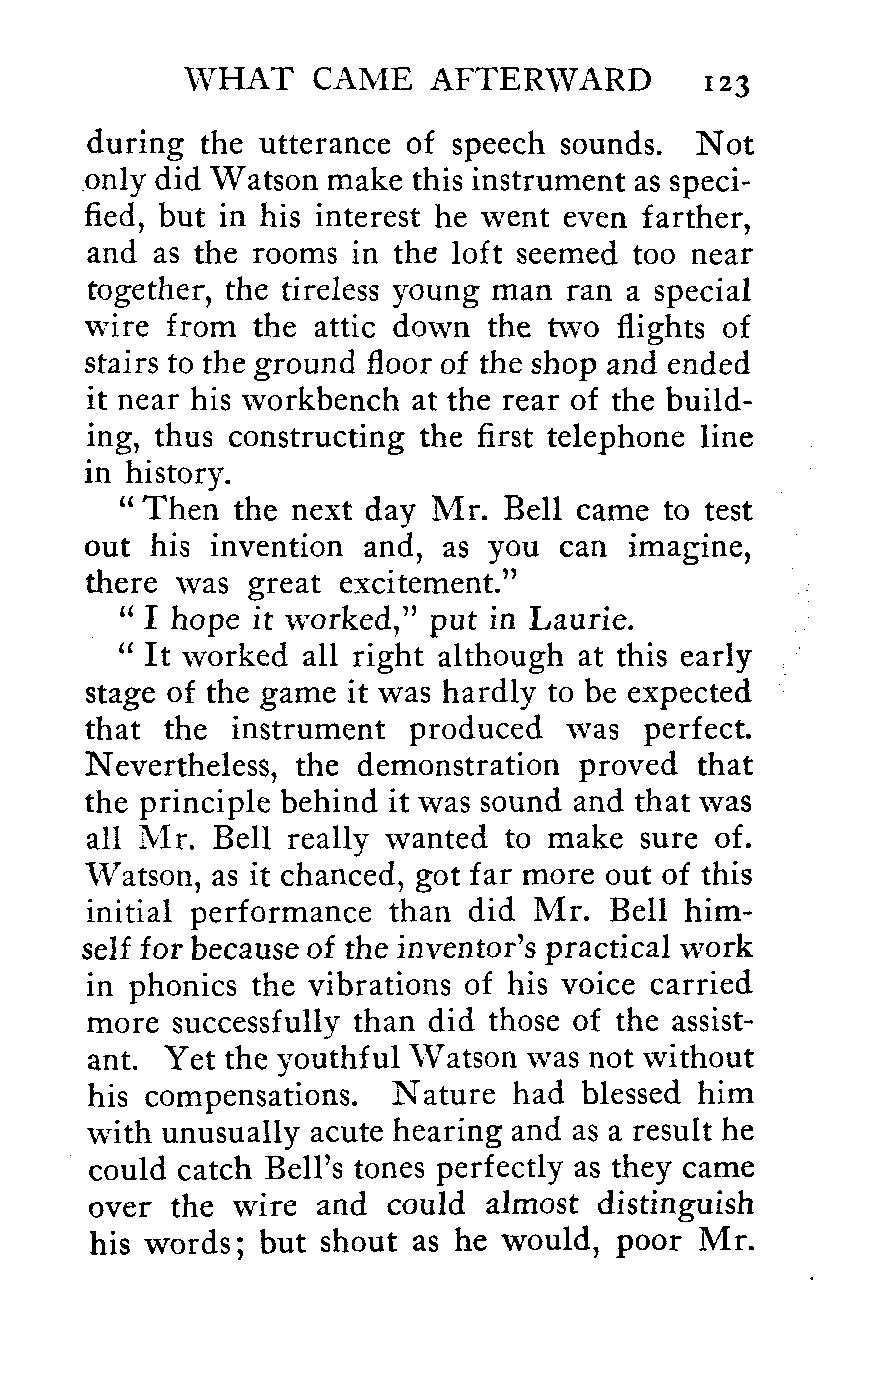 WHAT CAME AFTERWARD 123
during the utterance of speech sounds. Not
only did Watson make this instrument as speci-
fied, but in his interest he went even farther,
and as the rooms in the loft seemed too near
together, the tireless young man ran a special
wire from the attic down the two flights of
stairs to the ground floor of the shop and ended
it near his workbench at the rear of the build-
ing, thus constructing the first telephone line
in history.
“Then the next day Mr. Bell came to test
out his invention and, as you can imagine,
there was great excitement.”
“I hope it worked,” put in Laurie.
“It worked all right although at this early
stage of the game it was hardly to be expected
that the instrument produced was perfect.
Nevertheless, the demonstration proved that
the principle behind it was sound and that was
all Mr. Bell really wanted to make sure of.
Watson, as it chanced, got far more out of this
initial performance than did Mr. Bell him-
self for because of the inventor’s practical work
in phonics the vibrations of his voice carried
more successfully than did those of the assist-
ant. Yet the youthful Watson was not without
his compensations. Nature had blessed him
with unusually acute hearing and as a result he
could catch Bell’s tones perfectly as they came
over the wire and could almost distinguish
his words; but shout as he would, poor Mr.